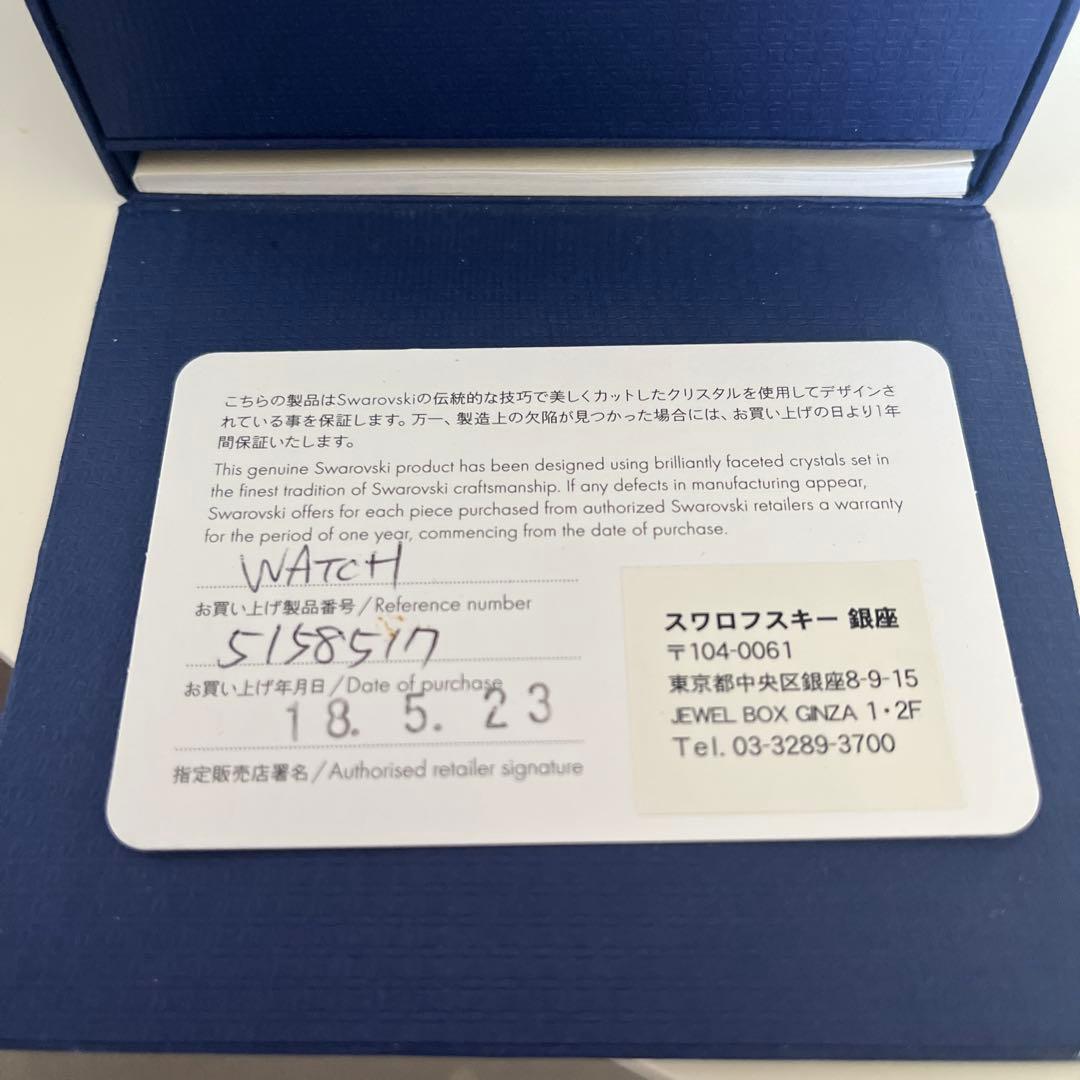 こちらの製品はSwarovskiの伝統的な技巧で美しくカットしたクリスタルを使用してデザインさ
れている事を保証します。万一、製造上の欠陥が見つかった場合には、お買い上げの日より1年
間保証いたします。
This genuine Swarovski product has been designed using brilliantly faceted crystals set in
the finest tradition of Swarovski craftsmanship. If any defects in manufacturing appear,
Swarovski offers for each piece purchased from authorized Swarovski retailers a warranty
for the period of one year, commencing from the date of purchase.
WATCH
お買い上げ製品番号/Reference number
5158517
お買い上げ年月日/Date of purchase
18. 5. 23
指定販売店署名/Authorised retailer signature
スワロフスキー 銀座
〒104-0061
東京都中央区銀座8-9-15
JEWEL BOX GINZA 1・2F
Tel. 03-3289-3700